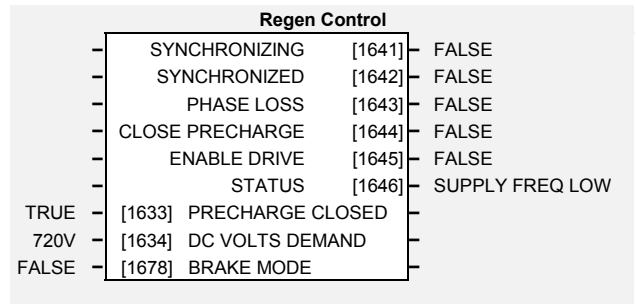 Regen Control
SYNCHRONIZING [1641] FALSE
SYNCHRONIZED [1642] FALSE
PHASE LOSS [1643] FALSE
CLOSE PRECHARGE [1644] FALSE
ENABLE DRIVE [1645] FALSE
STATUS [1646] SUPPLY FREQ LOW
TRUE [1633] PRECHARGE CLOSED
720V [1634] DC VOLTS DEMAND
FALSE [1678] BRAKE MODE